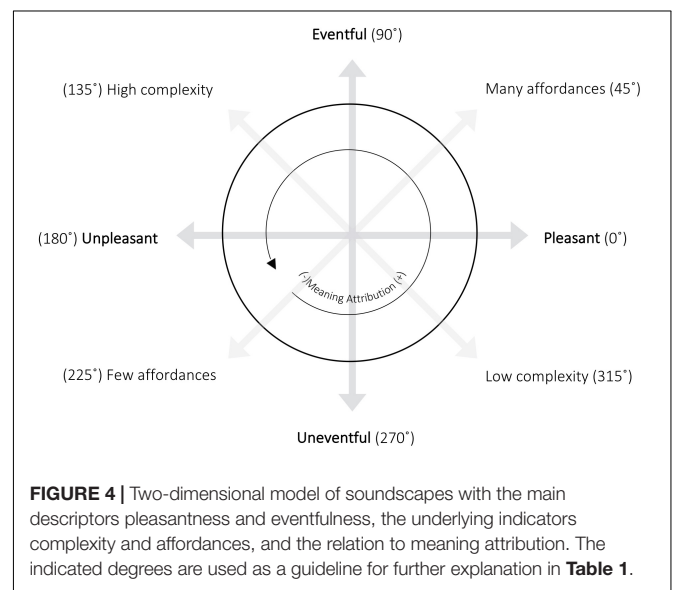 Eventful (90˚)
(135˚) High complexity
Many affordances (45˚)
(180˚) Unpleasant
Pleasant (0˚)
(-)Meaning Attribution (+)
(225˚) Few affordances
Low complexity (315˚)
Uneventful (270˚)
FIGURE 4 | Two-dimensional model of soundscapes with the main
descriptors pleasantness and eventfulness, the underlying indicators
complexity and affordances, and the relation to meaning attribution. The
indicated degrees are used as a guideline for further explanation in Table 1.